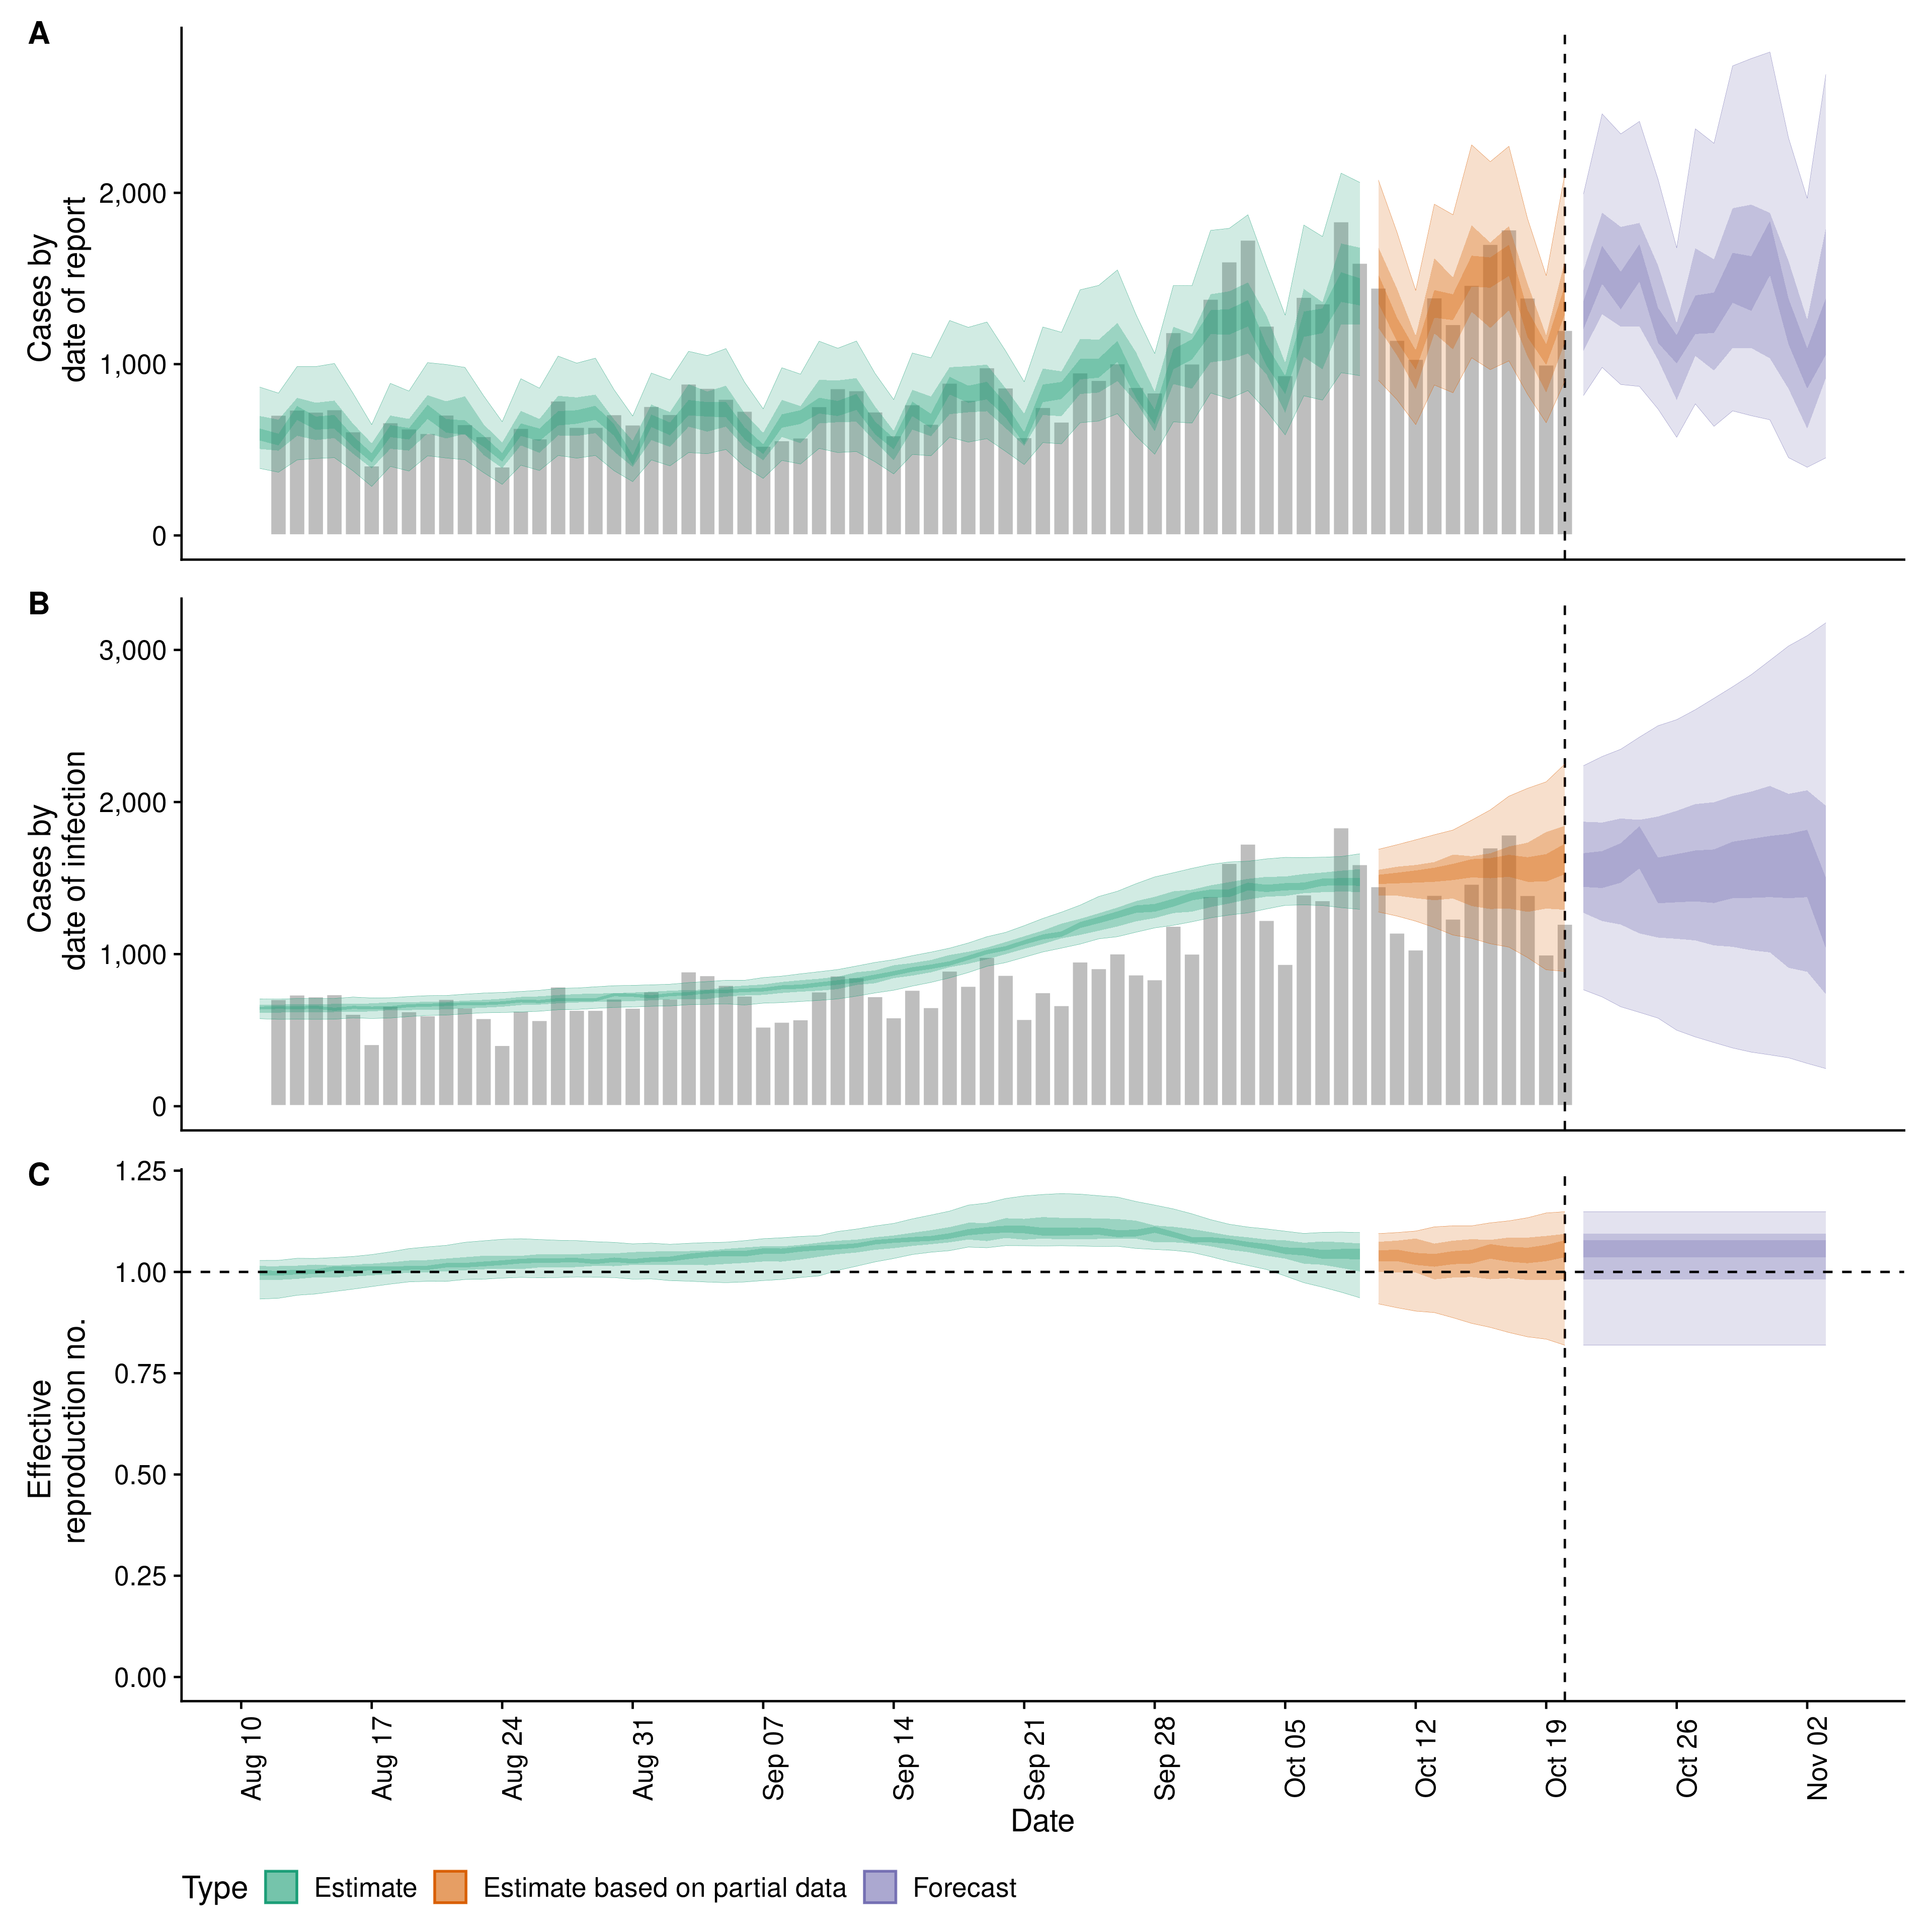 A
Cases by
date of report
2,000
1,000
0
B
Cases by
date of infection
3,000
2,000
1,000
0
C
Effective
reproduction no.
1.25
1.00
0.75
0.50
0.25
0.00
Aug 10
Aug 17
Aug 24
Aug 31
Sep 07
Sep 14
Sep 21
Sep 28
Oct 05
Oct 12
Oct 19
Oct 26
Nov 02
Date
Type Estimate Estimate based on partial data Forecast